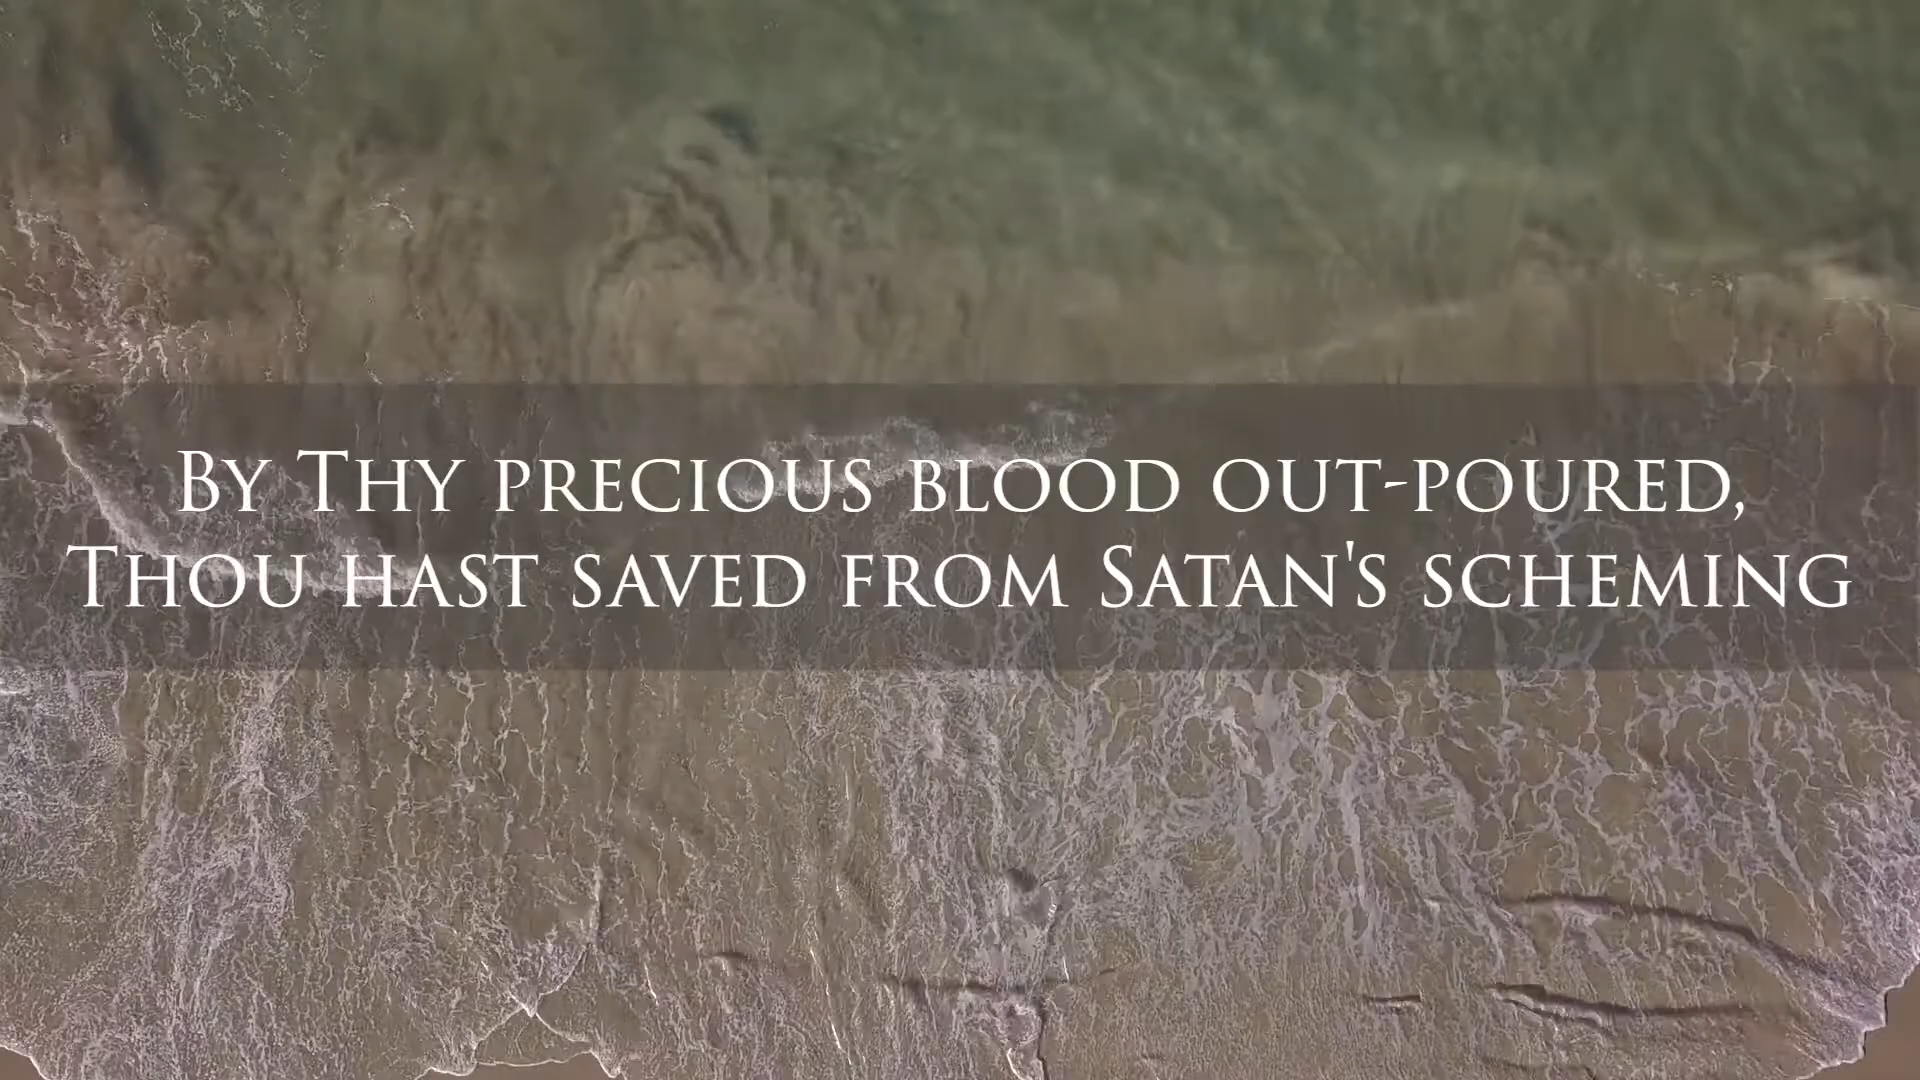 By Thy precious blood out-poured,
Thou hast saved from Satan's scheming